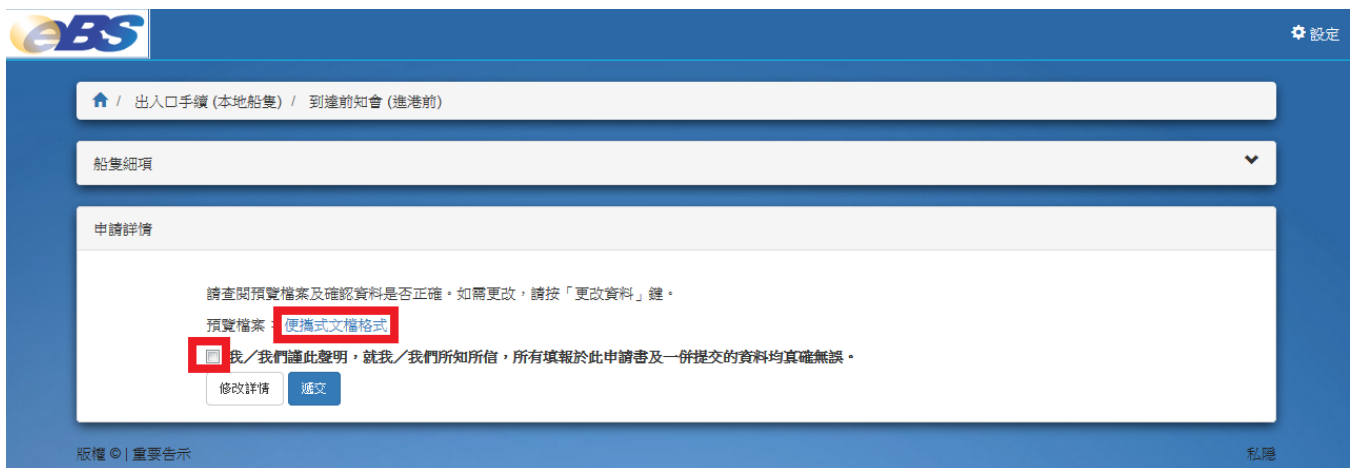 eBS
設定
/ 出入口手續 (本地船隻) / 到達前知會 (進港前)
船隻細項
申請詳情
請查閱預覽檔案及確認資料是否正確。如需更改，請按「更改資料」鍵。
預覽檔案：便攜式文檔格式
我／我們謹此聲明，就我／我們所知所信，所有填報於此申請書及一併提交的資料均真確無誤。
修改詳情 遞交
版權 © | 重要告示 私隱